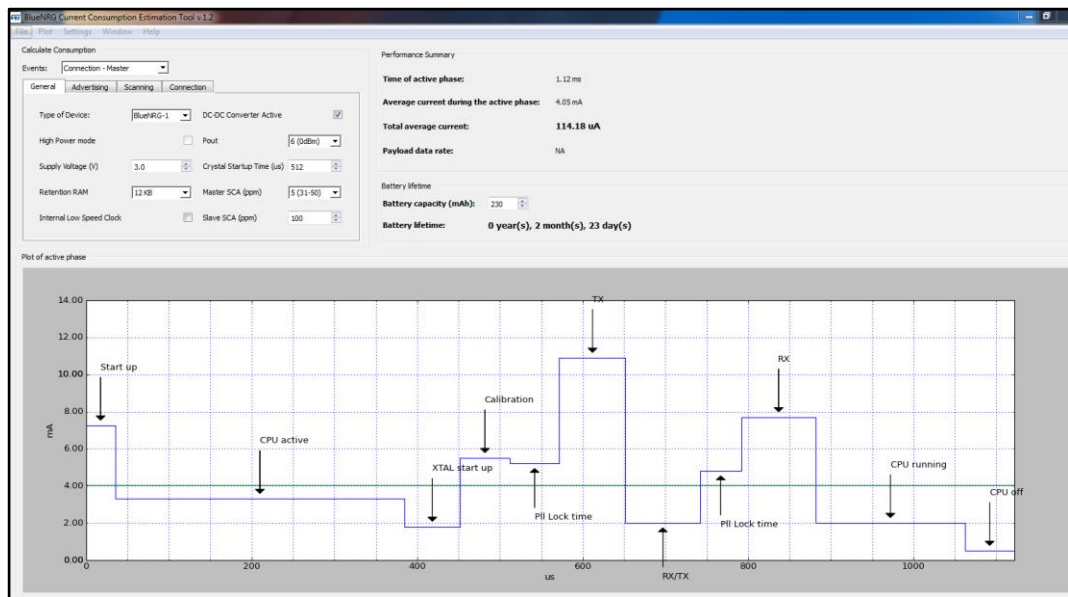 BlueNRG Current Consumption Estimation Tool v.1.2
File Plot Settings Window Help
Calculate Consumption
Events: Connection - Master
General Advertising Scanning Connection
Type of Device: BlueNRG-1 DC-DC Converter Active
High Power mode Pout 6 (0dBm)
Supply Voltage (V) 3.0 Crystal Startup Time (us) 512
Retention RAM 12 KB Master SCA (ppm) 5 (31-50)
Internal Low Speed Clock Slave SCA (ppm) 100
Performance Summary
Time of active phase: 1.12 ms
Average current during the active phase: 4.05 mA
Total average current: 114.18 uA
Payload data rate: NA
Battery lifetime
Battery capacity (mAh): 230
Battery lifetime: 0 year(s), 2 month(s), 23 day(s)
Plot of active phase
14.00
12.00
10.00
8.00
6.00
4.00
2.00
0.00
mA
Start up
CPU active
XTAL start up
Calibration
Pll Lock time
TX
RX/TX
Pll Lock time
RX
CPU running
CPU off
0 200 400 600 800 1000
us